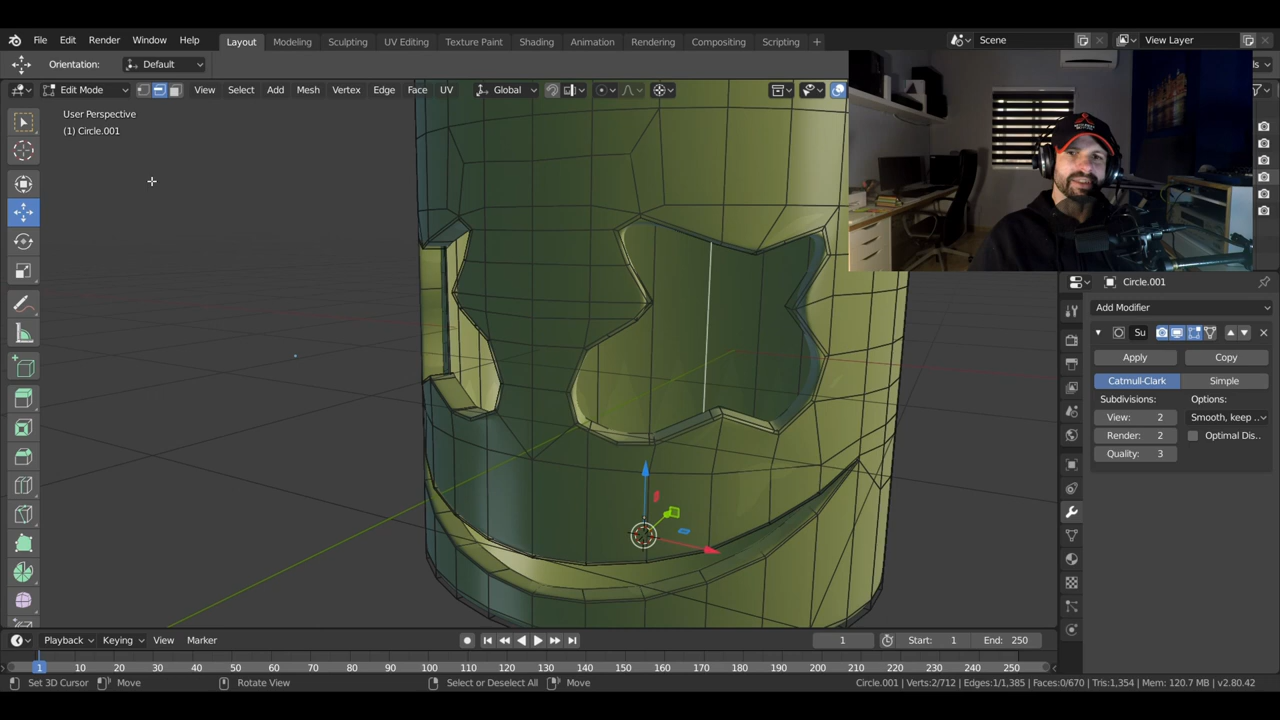 File Edit Render Window Help Layout Modeling Sculpting UV Editing Texture Paint Shading Animation Rendering Compositing Scripting + Scene View Layer
Orientation: Default
Edit Mode View Select Add Mesh Vertex Edge Face UV Global
User Perspective
(1) Circle.001
Circle.001
Add Modifier
Su
Apply Copy
Catmull-Clark Simple
Subdivisions: Options:
View: 2 Smooth, keep ..
Render: 2 Optimal Dis..
Quality: 3
Playback Keying View Marker 1 Start: 1 End: 250
1 10 20 30 40 50 60 70 80 90 100 110 120 130 140 150 160 170 180 190 200 210 220 230 240 250
Set 3D Cursor Move Rotate View Select or Deselect All Move Circle.001 | Verts:2/712 | Edges:1/1,385 | Faces:0/670 | Tris:1,354 | Mem: 120.7 MB | v2.80.42